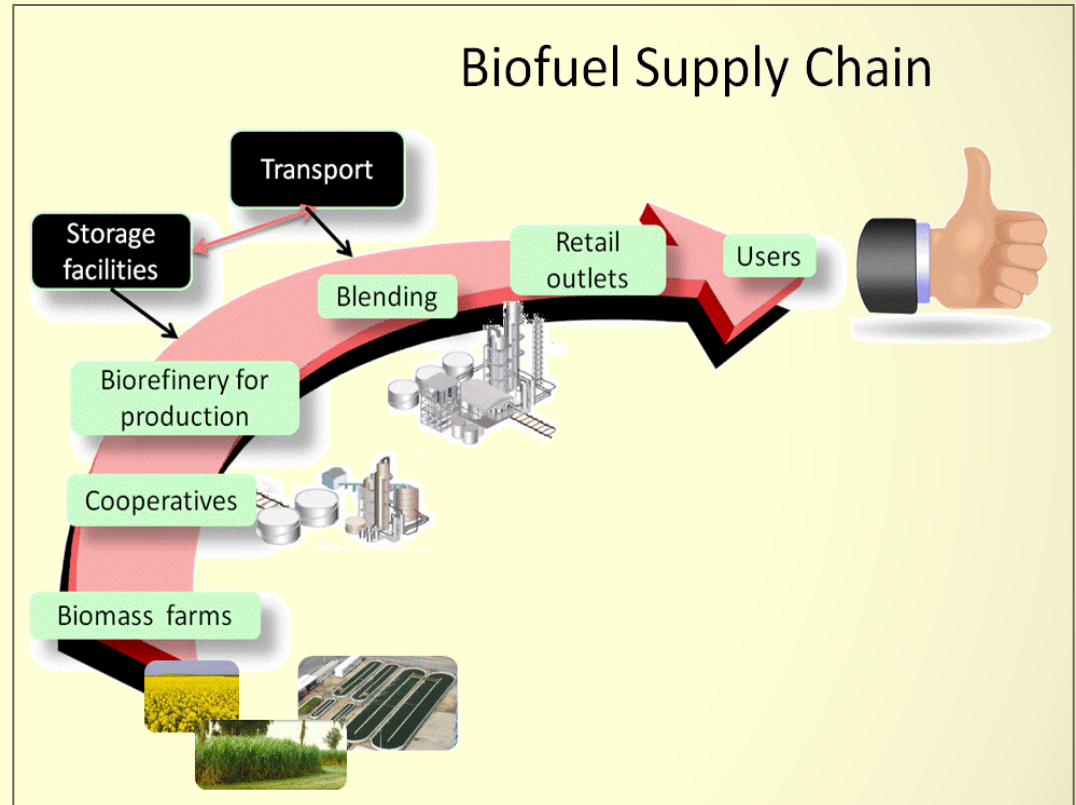 Biofuel Supply Chain
Transport
Storage
facilities
Retail
outlets
Users
Blending
Biorefinery for
production
Cooperatives
Biomass farms